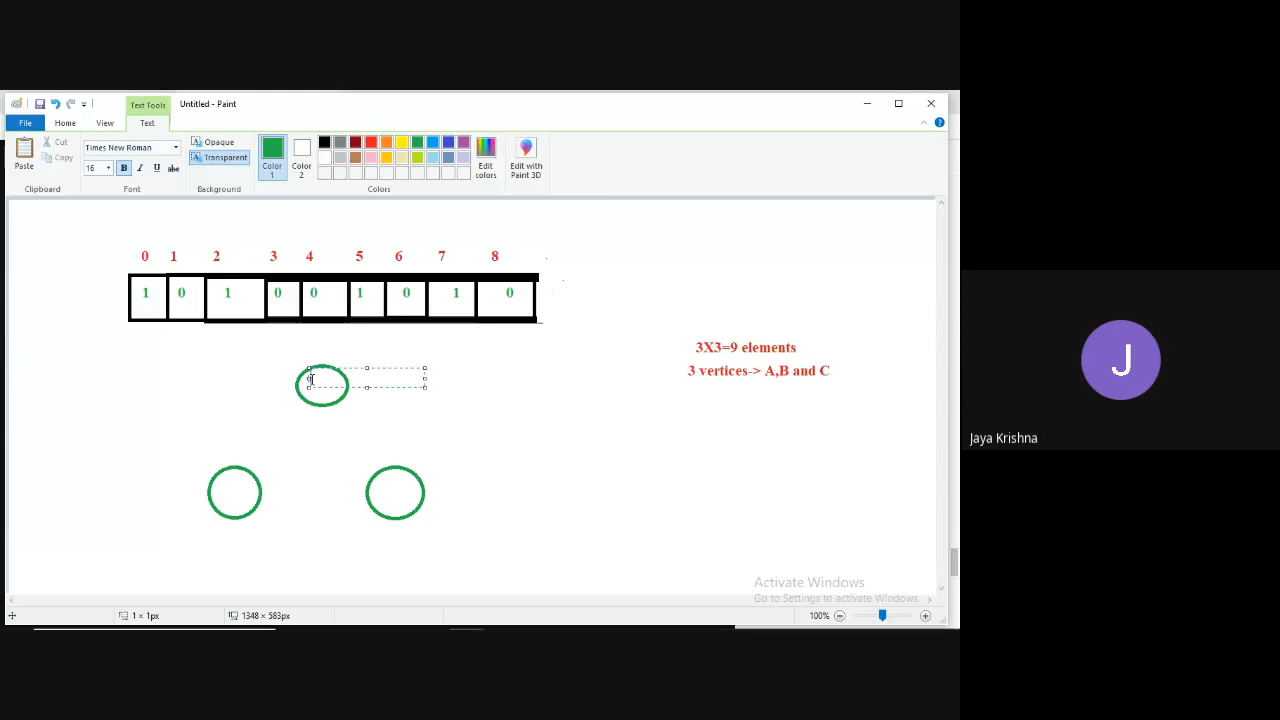 Text Tools
Untitled - Paint
File
Home
View
Text
Paste
Cut
Copy
Clipboard
Times New Roman
16
B
I
U
abc
Font
Opaque
Transparent
Background
Color 1
Color 2
Edit colors
Edit with Paint 3D
Colors
0 1 2 3 4 5 6 7 8
1 0 1 0 0 1 0 1 0
3X3=9 elements
3 vertices-> A,B and C
J
Jaya Krishna
Activate Windows
Go to Settings to activate Windows.
1 × 1px
1348 × 583px
100%